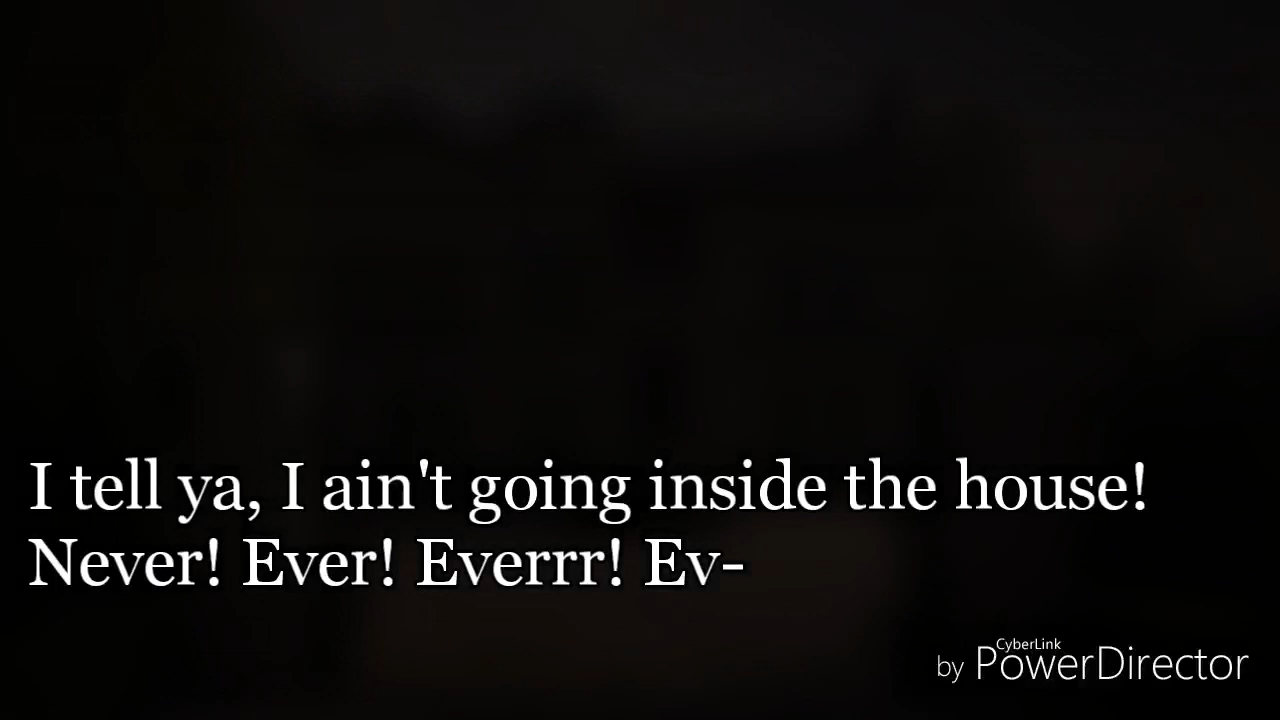 I tell ya, I ain't going inside the house!
Never! Ever! Everrr! Ev-
CyberLink
by PowerDirector